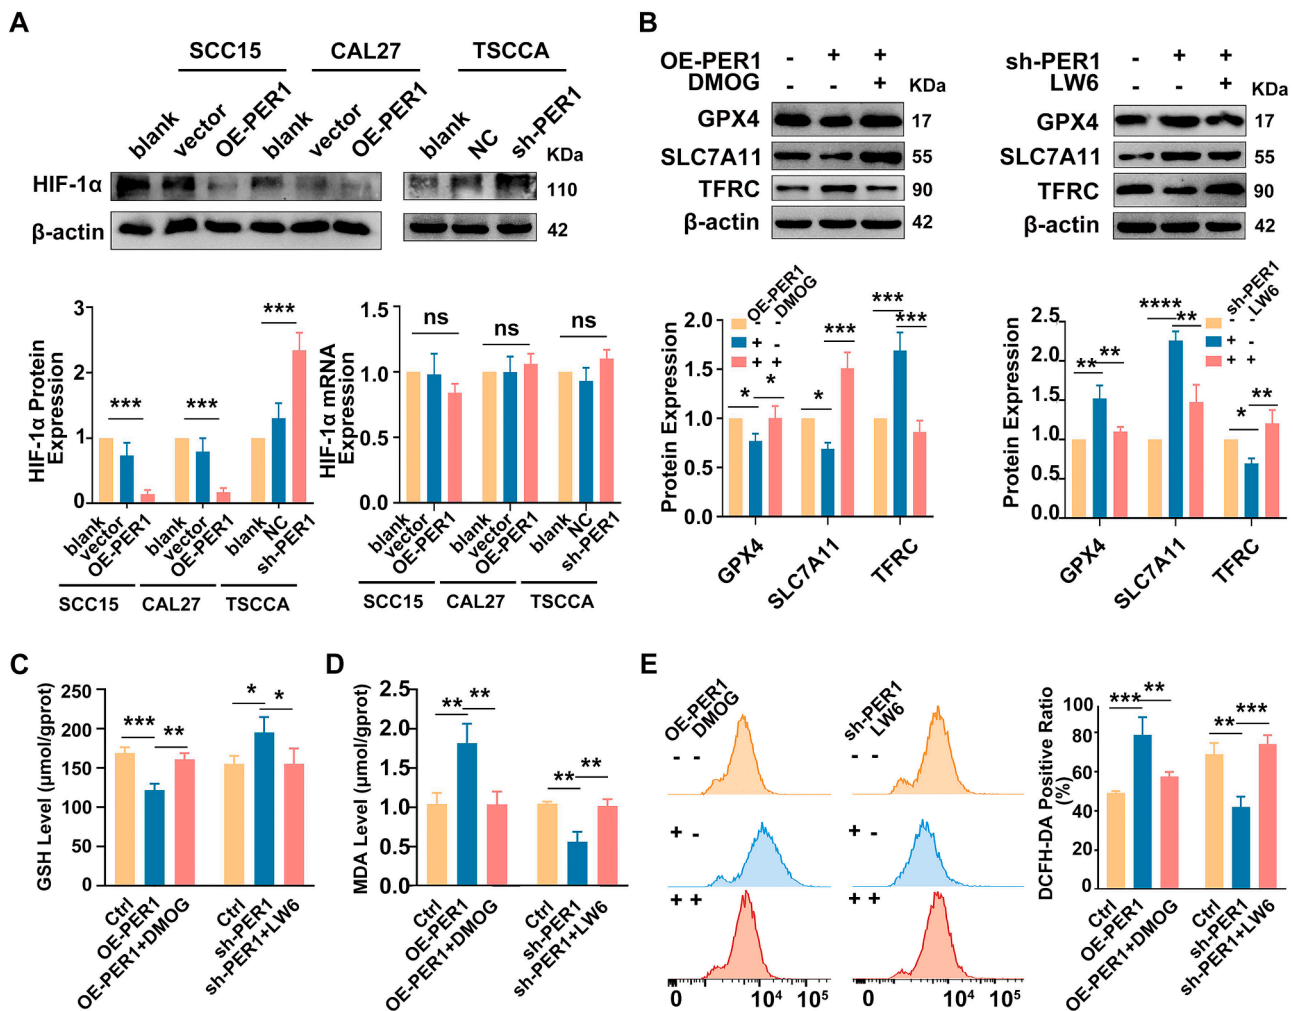 A
SCC15 CAL27 TSCCA
blank vector OE-PER1 blank vector OE-PER1 blank NC sh-PER1 KDa
HIF-1α 110
β-actin 42
HIF-1α Protein Expression
3
2
1
0
*** *** ***
blank vector OE-PER1 blank vector OE-PER1 blank NC sh-PER1
SCC15 CAL27 TSCCA
HIF-1α mRNA Expression
1.5
1.0
0.5
0.0
ns ns ns
blank vector OE-PER1 blank vector OE-PER1 blank NC sh-PER1
SCC15 CAL27 TSCCA
B
OE-PER1 - + +
DMOG - - + KDa
GPX4 17
SLC7A11 55
TFRC 90
β-actin 42
sh-PER1 - + +
LW6 - - + KDa
GPX4 17
SLC7A11 55
TFRC 90
β-actin 42
Protein Expression
2.0
1.5
1.0
0.5
0.0
OE-PER1 DMOG
- -
+ -
+ +
* * * *** *** ***
GPX4 SLC7A11 TFRC
Protein Expression
2.5
2.0
1.5
1.0
0.5
0.0
sh-PER1 LW6
- -
+ -
+ +
** ** **** ** * **
GPX4 SLC7A11 TFRC
C
GSH Level (μmol/gprot)
250
200
150
100
50
0
*** ** * *
Ctrl OE-PER1 OE-PER1+DMOG Ctrl sh-PER1 sh-PER1+LW6
D
MDA Level (μmol/gprot)
2.5
2.0
1.5
1.0
0.5
0.0
** ** ** **
Ctrl OE-PER1 OE-PER1+DMOG Ctrl sh-PER1 sh-PER1+LW6
E
OE-PER1 DMOG
- -
+ -
+ +
0 10⁴ 10⁵
sh-PER1 LW6
- -
+ -
+ +
0 10⁴ 10⁵
DCFH-DA Positive Ratio (%)
100
80
60
40
20
0
*** ** ** ***
Ctrl OE-PER1 OE-PER1+DMOG Ctrl sh-PER1 sh-PER1+LW6